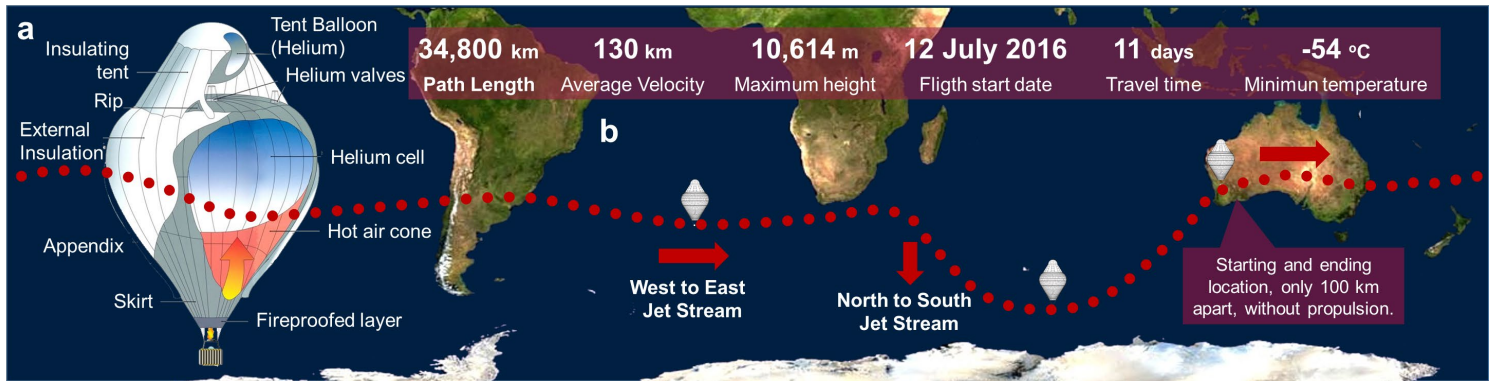 a
Tent Balloon
(Helium)
Insulating
tent
Helium valves
Rip
External
Insulation
Helium cell
Hot air cone
Appendix
Skirt
Fireproofed layer
34,800 km
Path Length
130 km
Average Velocity
10,614 m
Maximum height
12 July 2016
Fligth start date
11 days
Travel time
-54 ºC
Minimun temperature
b
West to East
Jet Stream
North to South
Jet Stream
Starting and ending
location, only 100 km
apart, without propulsion.